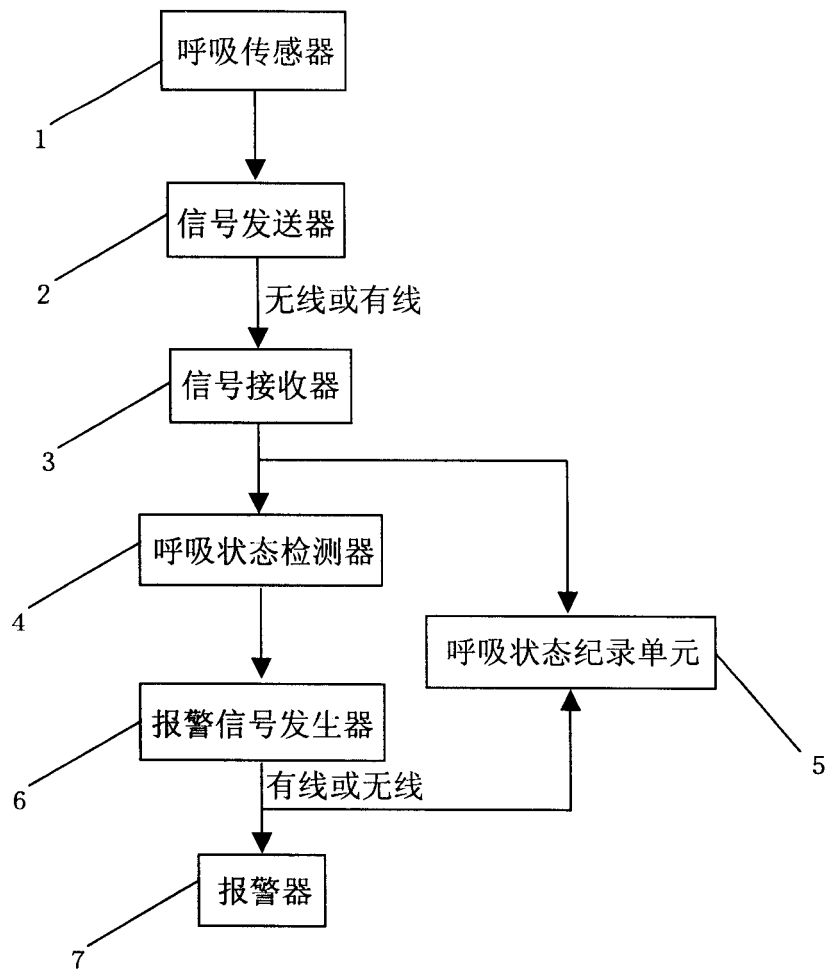 呼吸传感器
1
信号发送器
2
无线或有线
信号接收器
3
呼吸状态检测器
4
呼吸状态纪录单元
5
报警信号发生器
6
有线或无线
报警器
7